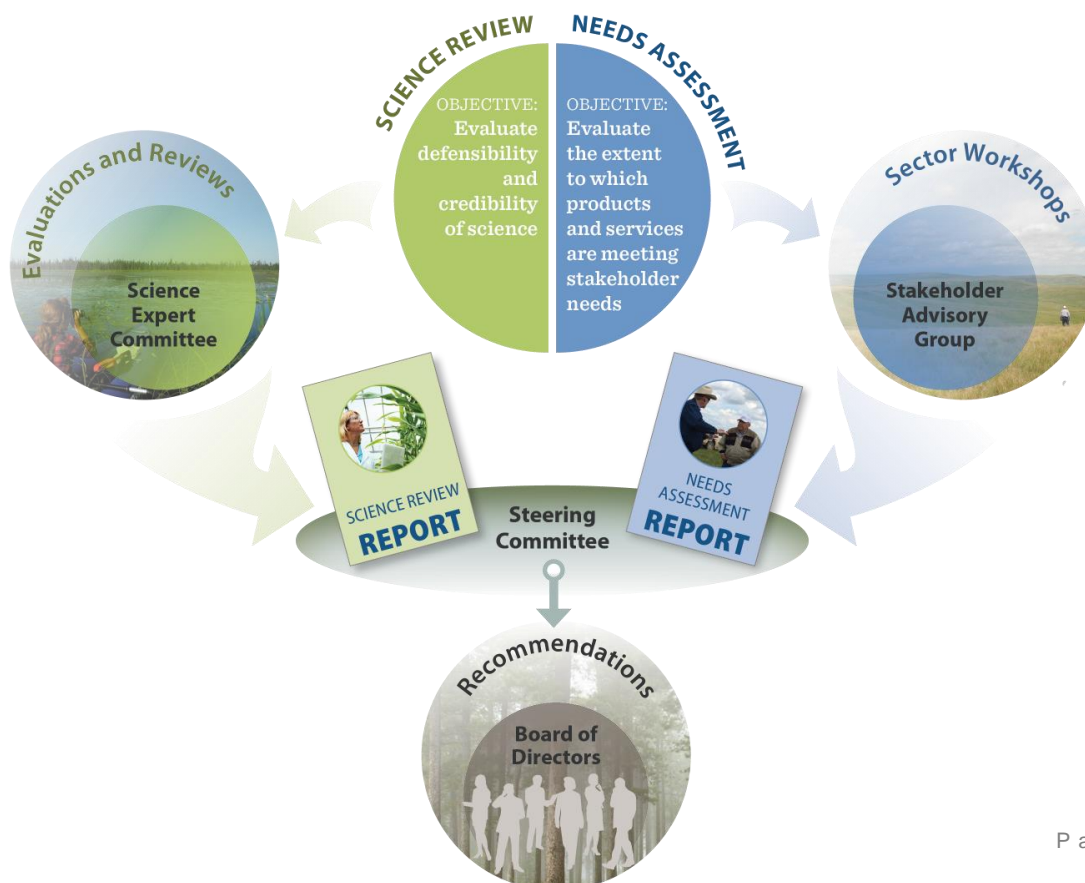 SCIENCE REVIEW
NEEDS ASSESSMENT
OBJECTIVE:
Evaluate
defensibility
and
credibility
of science
OBJECTIVE:
Evaluate
the extent
to which
products
and services
are meeting
stakeholder
needs
Evaluations and Reviews
Science
Expert
Committee
Sector Workshops
Stakeholder
Advisory
Group
SCIENCE REVIEW
REPORT
Steering
Committee
NEEDS
ASSESSMENT
REPORT
Recommendations
Board of
Directors
P a